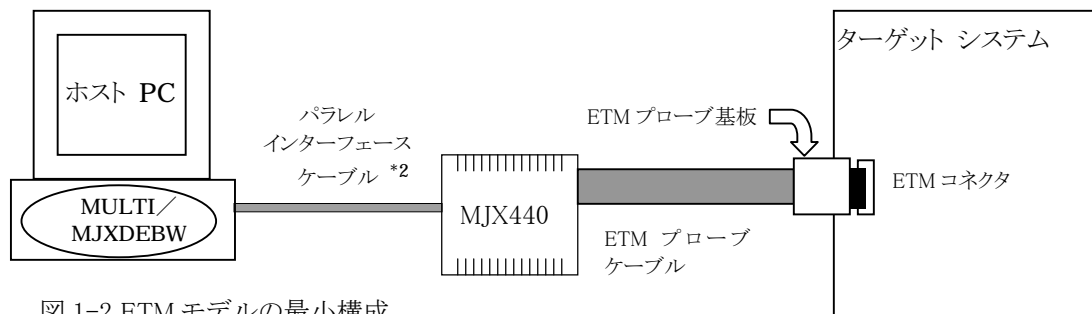 ターゲット システム
ホスト PC
パラレル
インターフェース
ケーブル *2
ETM プローブ基板
ETM コネクタ
MULTI／
MJXDEBW
MJX440
ETM プローブ
ケーブル
図 1-2 ETM モデルの最小構成